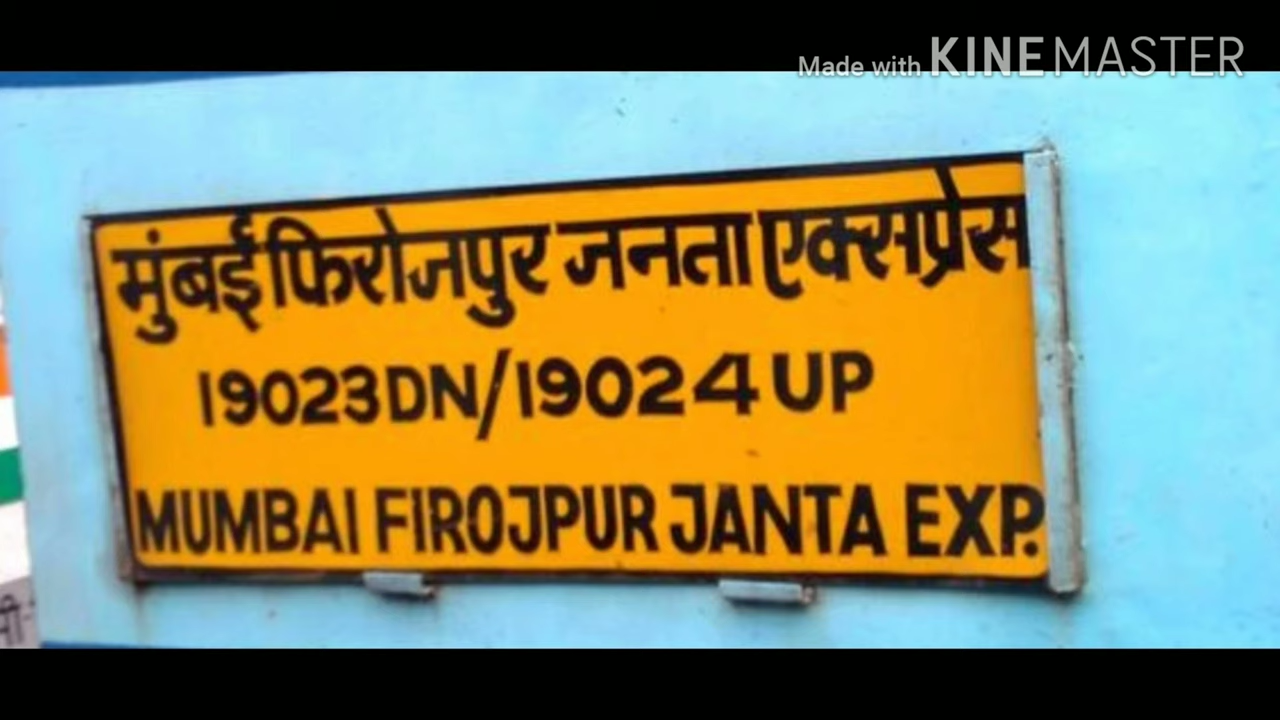 Made with KINEMASTER
मुंबई फिरोजपुर जनता एक्सप्रेस
19023DN/19024 UP
MUMBAI FIROJPUR JANTA EXP.